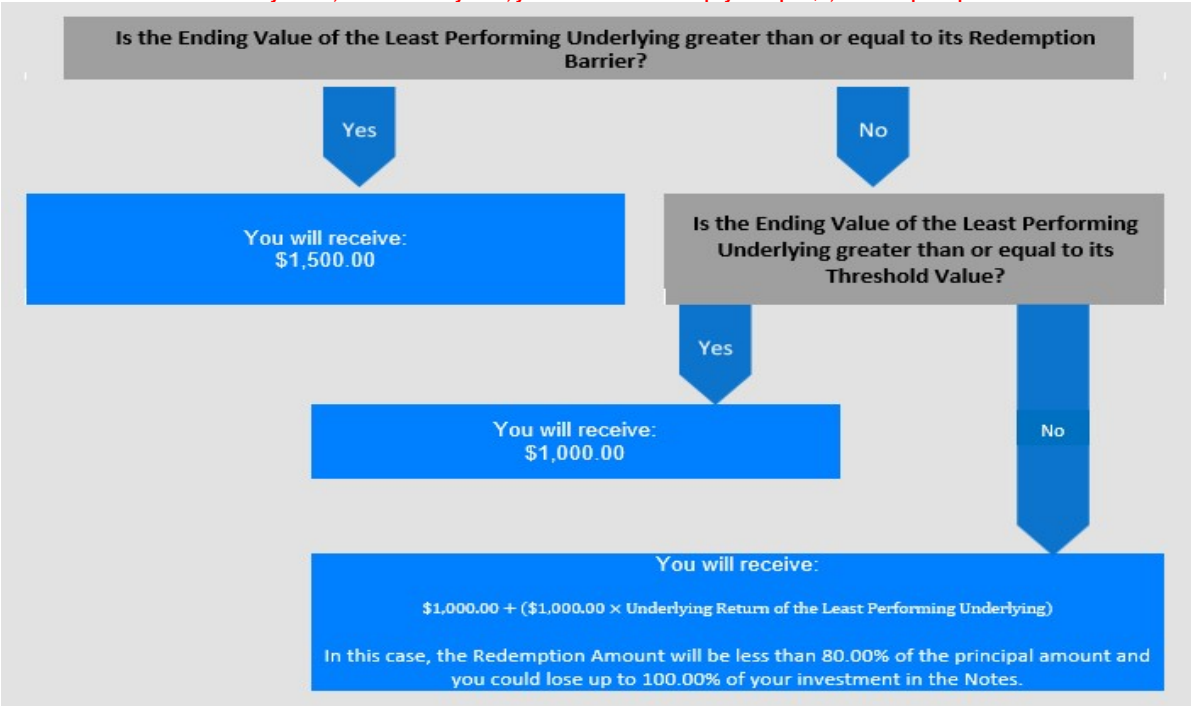 Is the Ending Value of the Least Performing Underlying greater than or equal to its Redemption
Barrier?
Yes
No
You will receive:
$1,500.00
Is the Ending Value of the Least Performing
Underlying greater than or equal to its
Threshold Value?
Yes
You will receive:
$1,000.00
No
You will receive:
$1,000.00 + ($1,000.00 × Underlying Return of the Least Performing Underlying)
In this case, the Redemption Amount will be less than 80.00% of the principal amount and
you could lose up to 100.00% of your investment in the Notes.